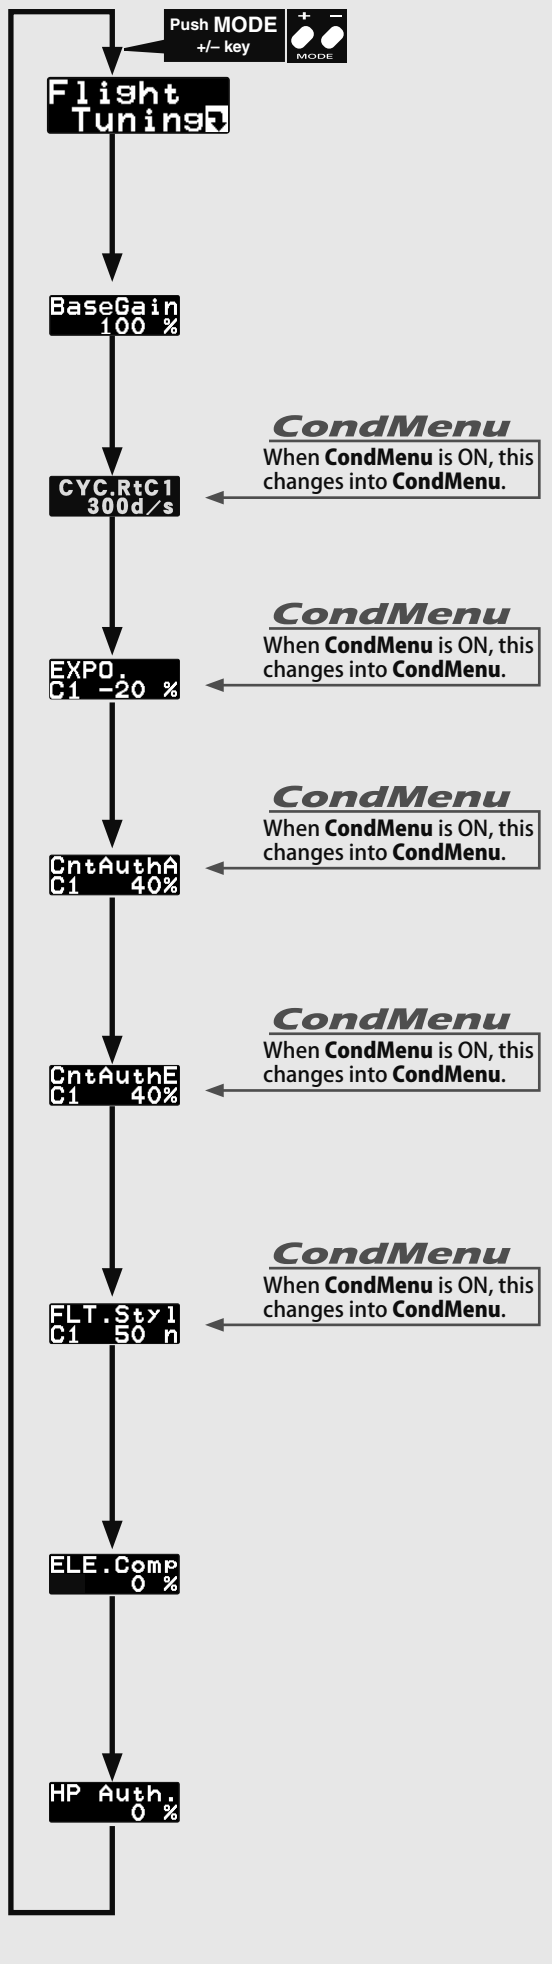 Push MODE
+/– key
+ –
MODE
Flight
Tuning
BaseGain
100 %
CondMenu
When CondMenu is ON, this
changes into CondMenu.
CYC.RtC1
300d/s
CondMenu
When CondMenu is ON, this
changes into CondMenu.
EXPO.
C1 -20 %
CondMenu
When CondMenu is ON, this
changes into CondMenu.
CntAuthA
C1 40%
CondMenu
When CondMenu is ON, this
changes into CondMenu.
CntAuthE
C1 40%
CondMenu
When CondMenu is ON, this
changes into CondMenu.
FLT.Styl
C1 50 n
ELE.Comp
0 %
HP Auth.
0 %